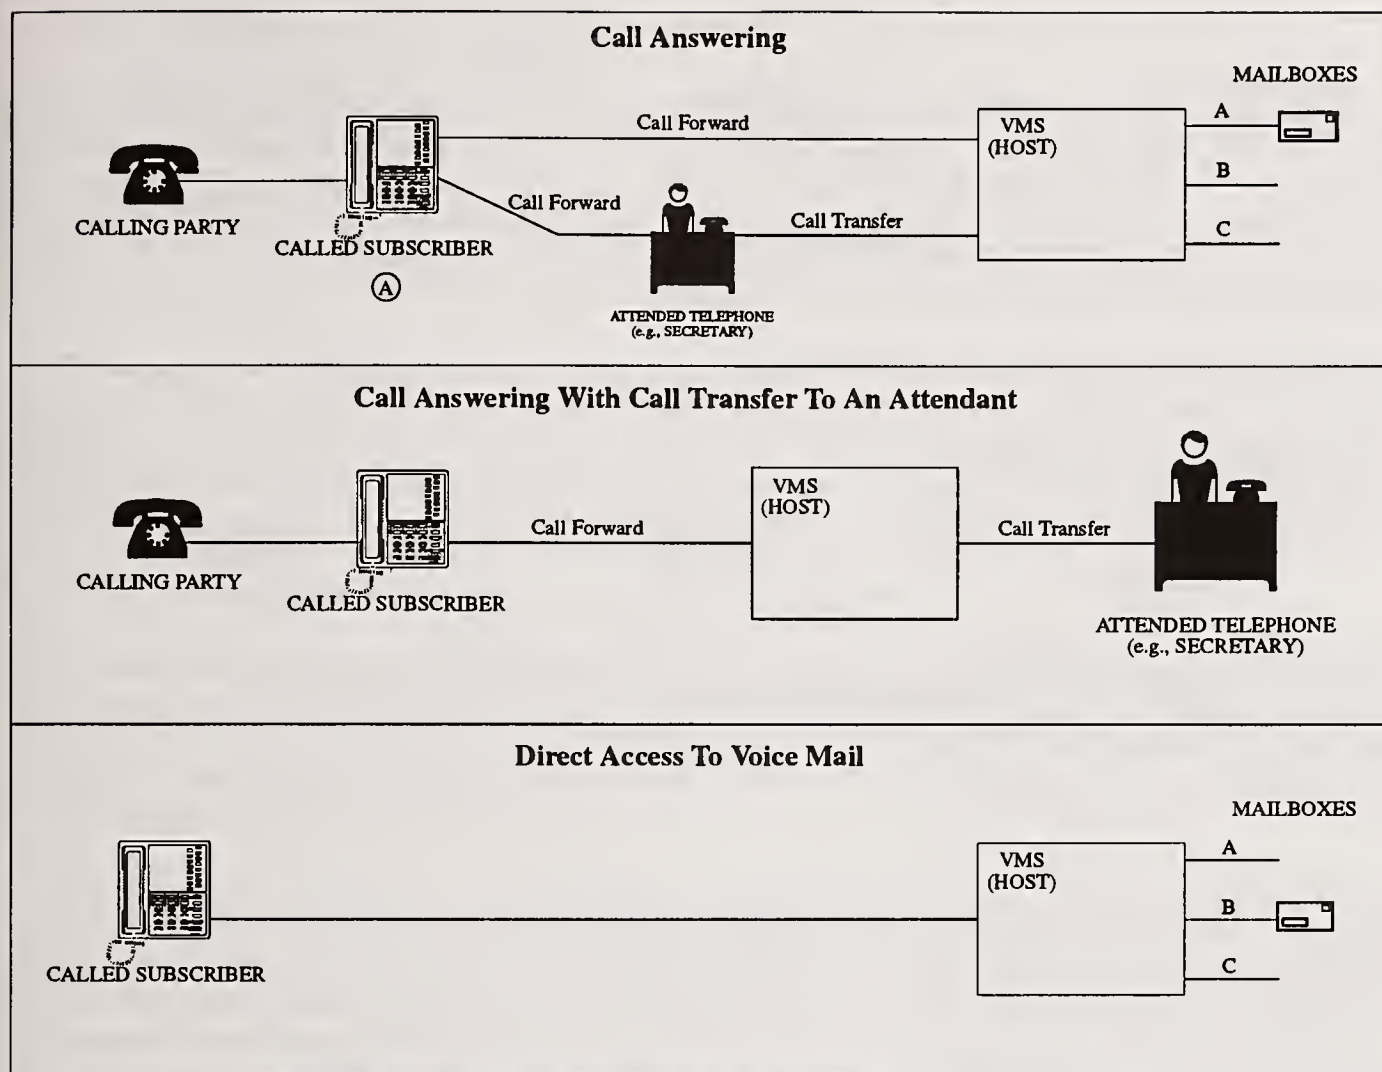 Call Answering
MAILBOXES
Call Forward
VMS
(HOST)
A
B
C
Call Forward
Call Transfer
CALLING PARTY
CALLED SUBSCRIBER
A
ATTENDED TELEPHONE
(e.g., SECRETARY)
Call Answering With Call Transfer To An Attendant
CALLING PARTY
CALLED SUBSCRIBER
Call Forward
VMS
(HOST)
Call Transfer
ATTENDED TELEPHONE
(e.g., SECRETARY)
Direct Access To Voice Mail
MAILBOXES
CALLED SUBSCRIBER
VMS
(HOST)
A
B
C